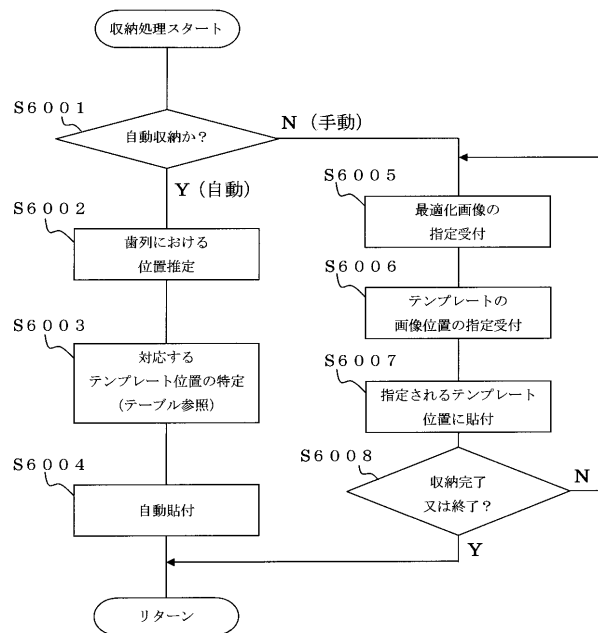 収納処理スタート
S6001
自動収納か?
N (手動)
Y (自動)
S6002
歯列における
位置推定
S6003
対応する
テンプレート位置の特定
(テーブル参照)
S6004
自動貼付
S6005
最適化画像の
指定受付
S6006
テンプレートの
画像位置の指定受付
S6007
指定されるテンプレート
位置に貼付
S6008
収納完了
又は終了?
N
Y
リターン